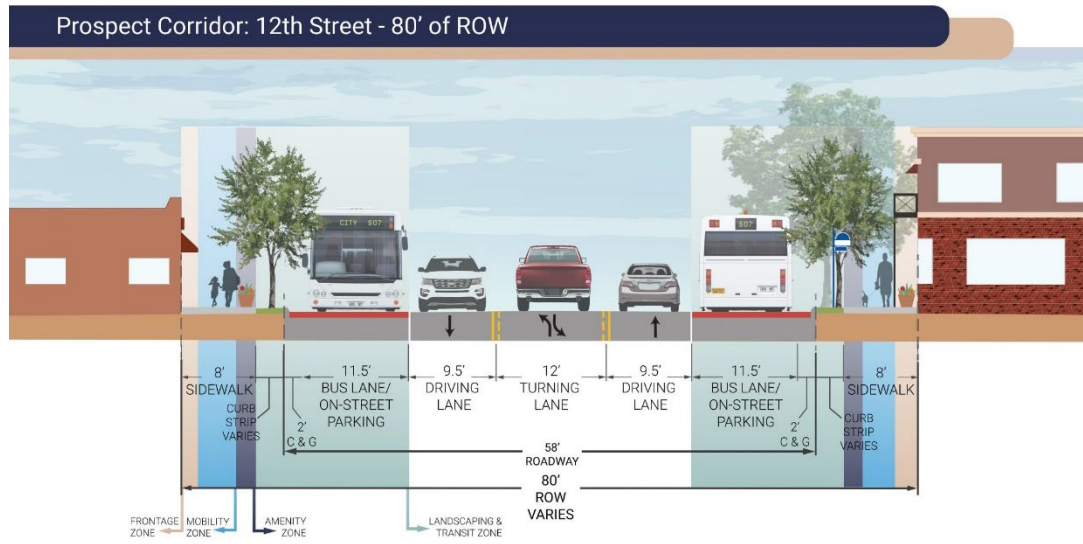 Prospect Corridor: 12th Street - 80’ of ROW
CITY 507
507
8’
SIDEWALK
CURB
STRIP
VARIES
2’
C & G
11.5’
BUS LANE/
ON-STREET
PARKING
9.5’
DRIVING
LANE
12’
TURNING
LANE
9.5’
DRIVING
LANE
11.5’
BUS LANE/
ON-STREET
PARKING
2’
C & G
CURB
STRIP
VARIES
8’
SIDEWALK
58’
ROADWAY
80’
ROW
VARIES
FRONTAGE
ZONE
MOBILITY
ZONE
AMENITY
ZONE
LANDSCAPING &
TRANSIT ZONE